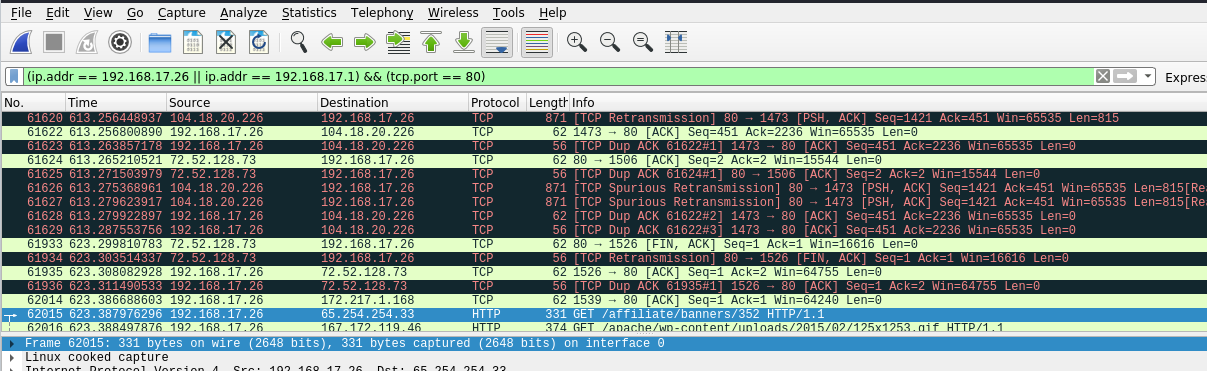 File Edit View Go Capture Analyze Statistics Telephony Wireless Tools Help
(ip.addr == 192.168.17.26 || ip.addr == 192.168.17.1) && (tcp.port == 80) Expres
No. Time Source Destination Protocol Length Info
61620 613.256448937 104.18.20.226 192.168.17.26 TCP 871 [TCP Retransmission] 80 → 1473 [PSH, ACK] Seq=1421 Ack=451 Win=65535 Len=815
61622 613.256800890 192.168.17.26 104.18.20.226 TCP 62 1473 → 80 [ACK] Seq=451 Ack=2236 Win=65535 Len=0
61623 613.263857178 192.168.17.26 104.18.20.226 TCP 56 [TCP Dup ACK 61622#1] 1473 → 80 [ACK] Seq=451 Ack=2236 Win=65535 Len=0
61624 613.265210521 72.52.128.73 192.168.17.26 TCP 62 80 → 1506 [ACK] Seq=2 Ack=2 Win=15544 Len=0
61625 613.271503979 72.52.128.73 192.168.17.26 TCP 56 [TCP Dup ACK 61624#1] 80 → 1506 [ACK] Seq=2 Ack=2 Win=15544 Len=0
61626 613.275368961 104.18.20.226 192.168.17.26 TCP 871 [TCP Spurious Retransmission] 80 → 1473 [PSH, ACK] Seq=1421 Ack=451 Win=65535 Len=815[Rea
61627 613.279623917 104.18.20.226 192.168.17.26 TCP 871 [TCP Spurious Retransmission] 80 → 1473 [PSH, ACK] Seq=1421 Ack=451 Win=65535 Len=815[Rea
61628 613.279922897 192.168.17.26 104.18.20.226 TCP 62 [TCP Dup ACK 61622#2] 1473 → 80 [ACK] Seq=451 Ack=2236 Win=65535 Len=0
61629 613.287553756 192.168.17.26 104.18.20.226 TCP 56 [TCP Dup ACK 61622#3] 1473 → 80 [ACK] Seq=451 Ack=2236 Win=65535 Len=0
61933 623.299810783 72.52.128.73 192.168.17.26 TCP 62 80 → 1526 [FIN, ACK] Seq=1 Ack=1 Win=16616 Len=0
61934 623.303514337 72.52.128.73 192.168.17.26 TCP 56 [TCP Retransmission] 80 → 1526 [FIN, ACK] Seq=1 Ack=1 Win=16616 Len=0
61935 623.308082928 192.168.17.26 72.52.128.73 TCP 62 1526 → 80 [ACK] Seq=1 Ack=2 Win=64755 Len=0
61936 623.311490533 192.168.17.26 72.52.128.73 TCP 56 [TCP Dup ACK 61935#1] 1526 → 80 [ACK] Seq=1 Ack=2 Win=64755 Len=0
62014 623.386688603 192.168.17.26 172.217.1.168 TCP 62 1539 → 80 [ACK] Seq=1 Ack=1 Win=64240 Len=0
62015 623.387976296 192.168.17.26 65.254.254.33 HTTP 331 GET /affiliate/banners/352 HTTP/1.1
62016 623.388497876 192.168.17.26 167.172.119.46 HTTP 374 GET /apache/wp-content/uploads/2015/02/125x1253.gif HTTP/1.1
Frame 62015: 331 bytes on wire (2648 bits), 331 bytes captured (2648 bits) on interface 0
Linux cooked capture
Internet Protocol Version 4, Src: 192.168.17.26, Dst: 65.254.254.33